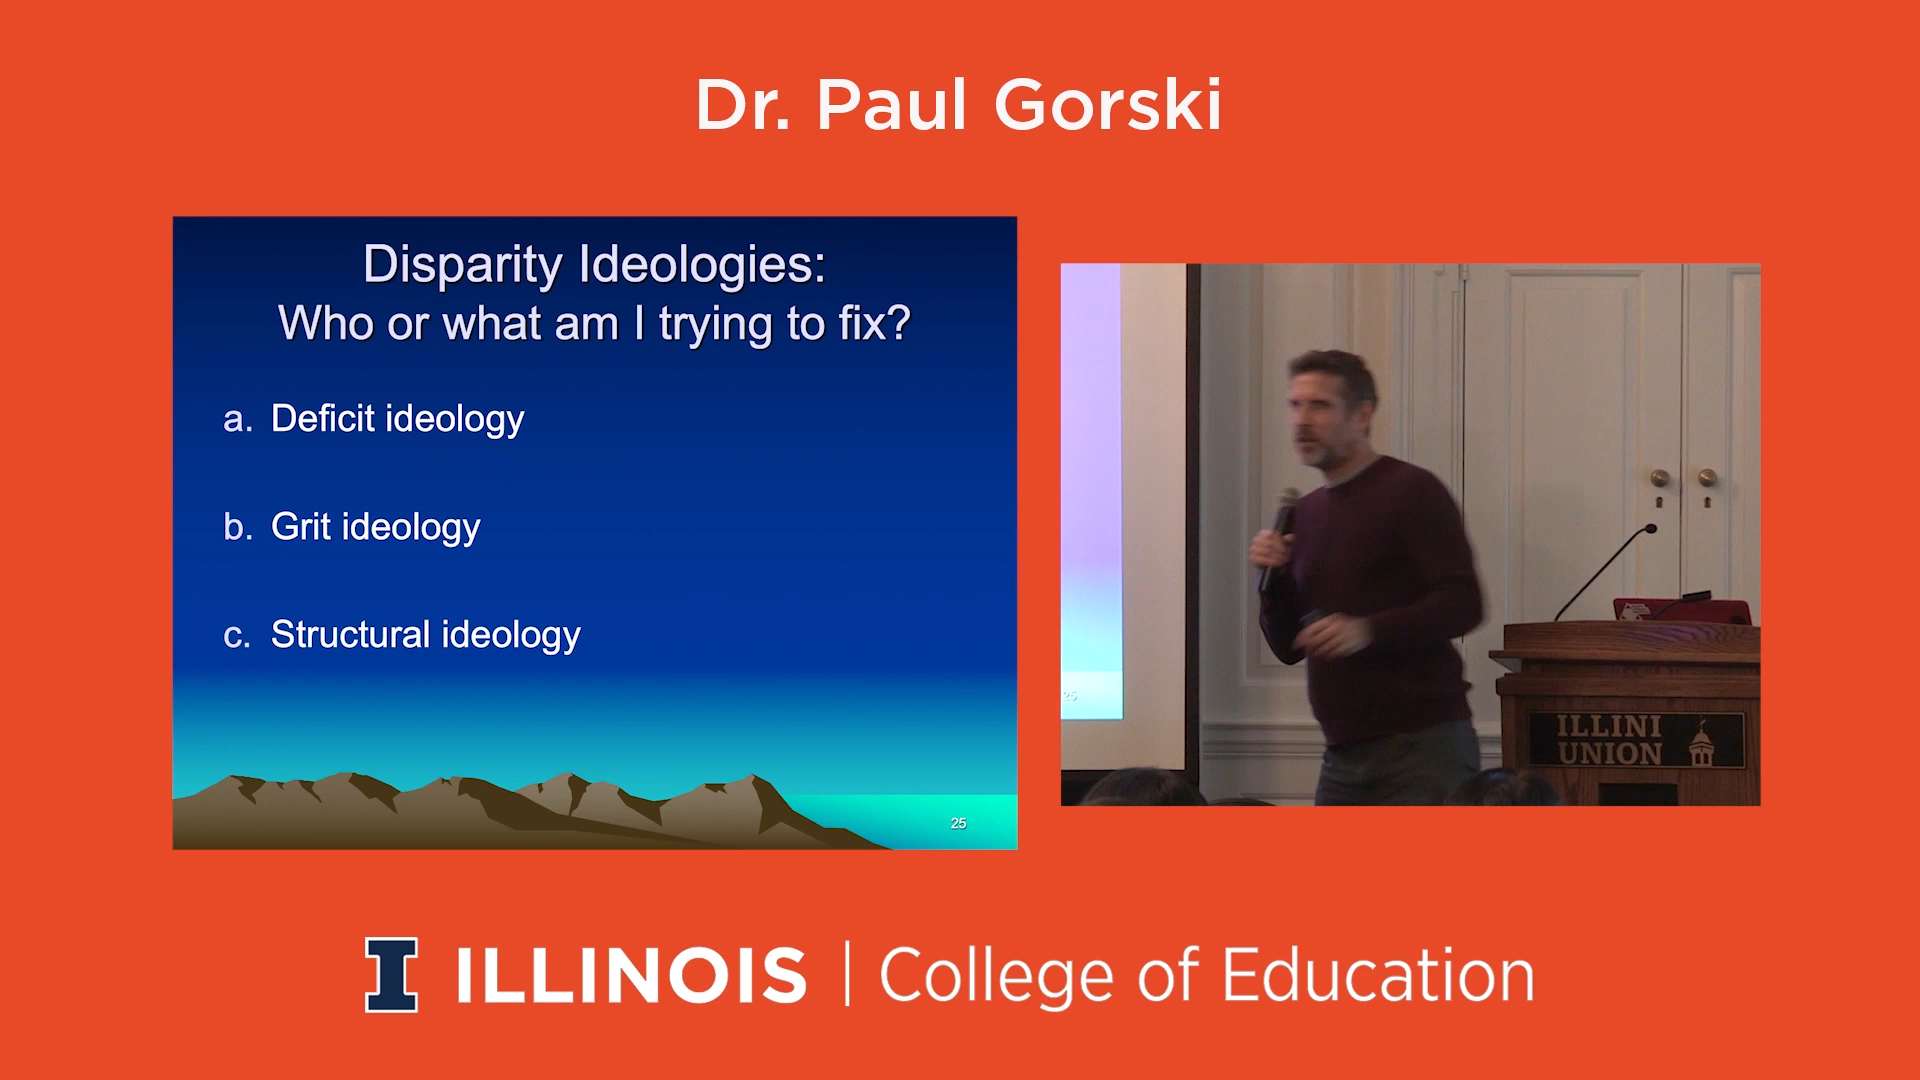 Dr. Paul Gorski
Disparity Ideologies:
Who or what am I trying to fix?
a. Deficit ideology
b. Grit ideology
c. Structural ideology
25
25
ILLINI
UNION
I ILLINOIS | College of Education